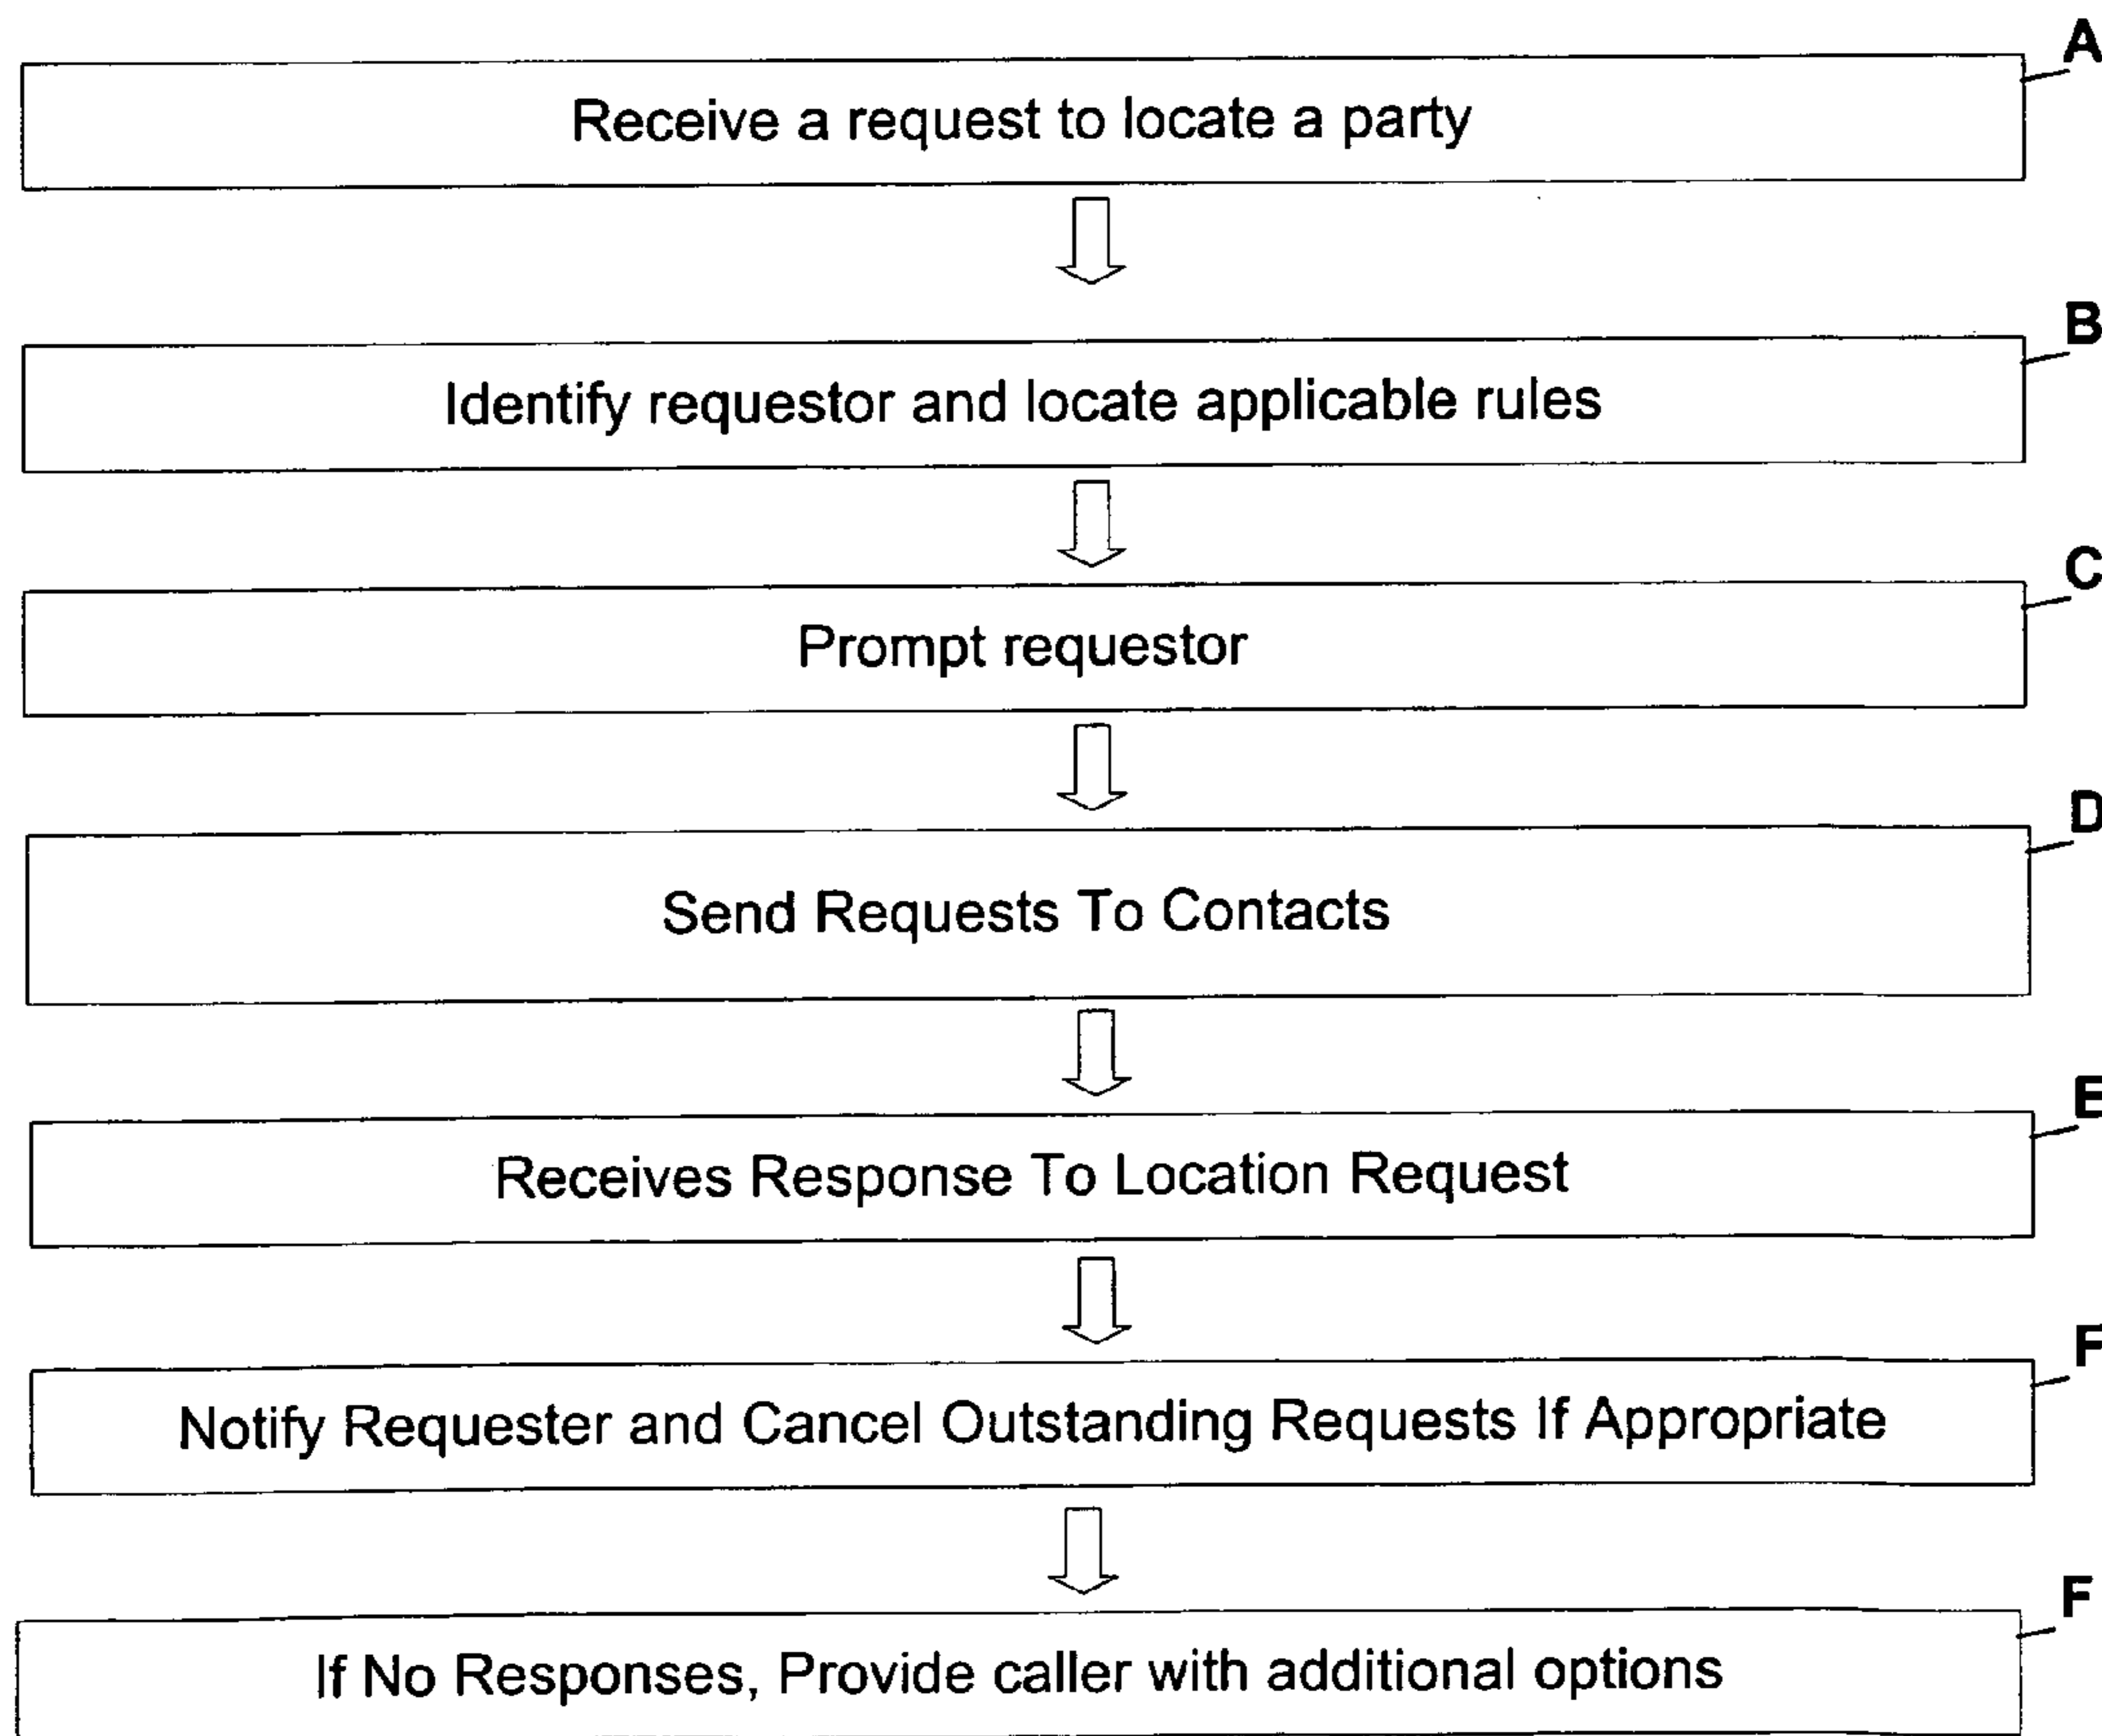 A
Receive a request to locate a party
B
Identify requestor and locate applicable rules
C
Prompt requestor
D
Send Requests To Contacts
E
Receives Response To Location Request
F
Notify Requester and Cancel Outstanding Requests If Appropriate
F
If No Responses, Provide caller with additional options